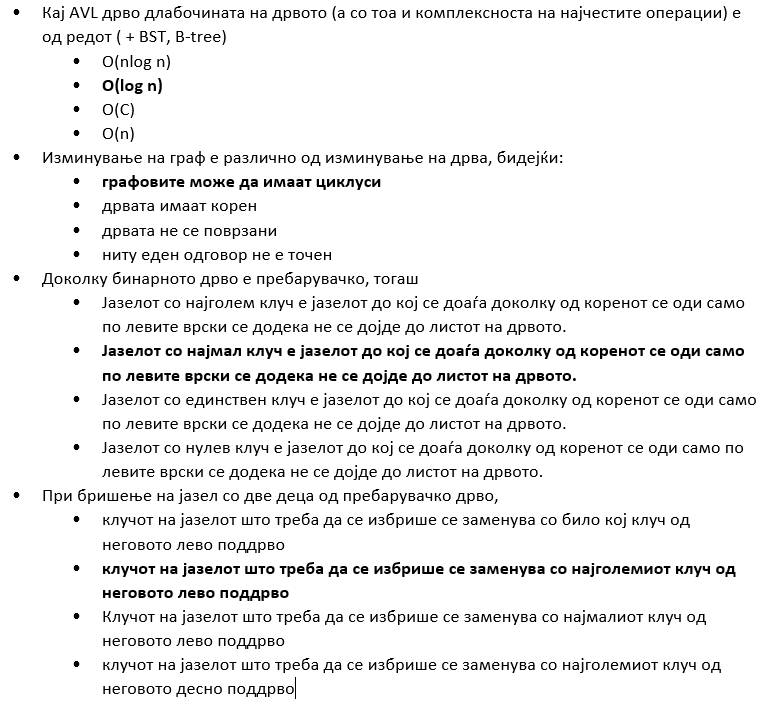 • Кај AVL дрво длабочината на дрвото (а со тоа и комплексноста на најчестите операции) е
од редот ( + BST, B-tree)
• O(nlog n)
• O(log n)
• O(C)
• O(n)
• Изминување на граф е различно од изминување на дрва, бидејќи:
• графовите може да имаат циклуси
• дрвата имаат корен
• дрвата не се поврзани
• ниту еден одговор не е точен
• Доколку бинарното дрво е пребарувачко, тогаш
• Јазелот со најголем клуч е јазелот до кој се доаѓа доколку од коренот се оди само
по левите врски се додека не се дојде до листот на дрвото.
• Јазелот со најмал клуч е јазелот до кој се доаѓа доколку од коренот се оди само
по левите врски се додека не се дојде до листот на дрвото.
• Јазелот со единствен клуч е јазелот до кој се доаѓа доколку од коренот се оди само
по левите врски се додека не се дојде до листот на дрвото.
• Јазелот со нулев клуч е јазелот до кој се доаѓа доколку од коренот се оди само по
левите врски се додека не се дојде до листот на дрвото.
• При бришење на јазел со две деца од пребарувачко дрво,
• клучот на јазелот што треба да се избрише се заменува со било кој клуч од
неговото лево поддрво
• клучот на јазелот што треба да се избрише се заменува со најголемиот клуч од
неговото лево поддрво
• Клучот на јазелот што треба да се избрише се заменува со најмалиот клуч од
неговото лево поддрво
• клучот на јазелот што треба да се избрише се заменува со најголемиот клуч од
неговото десно поддрво